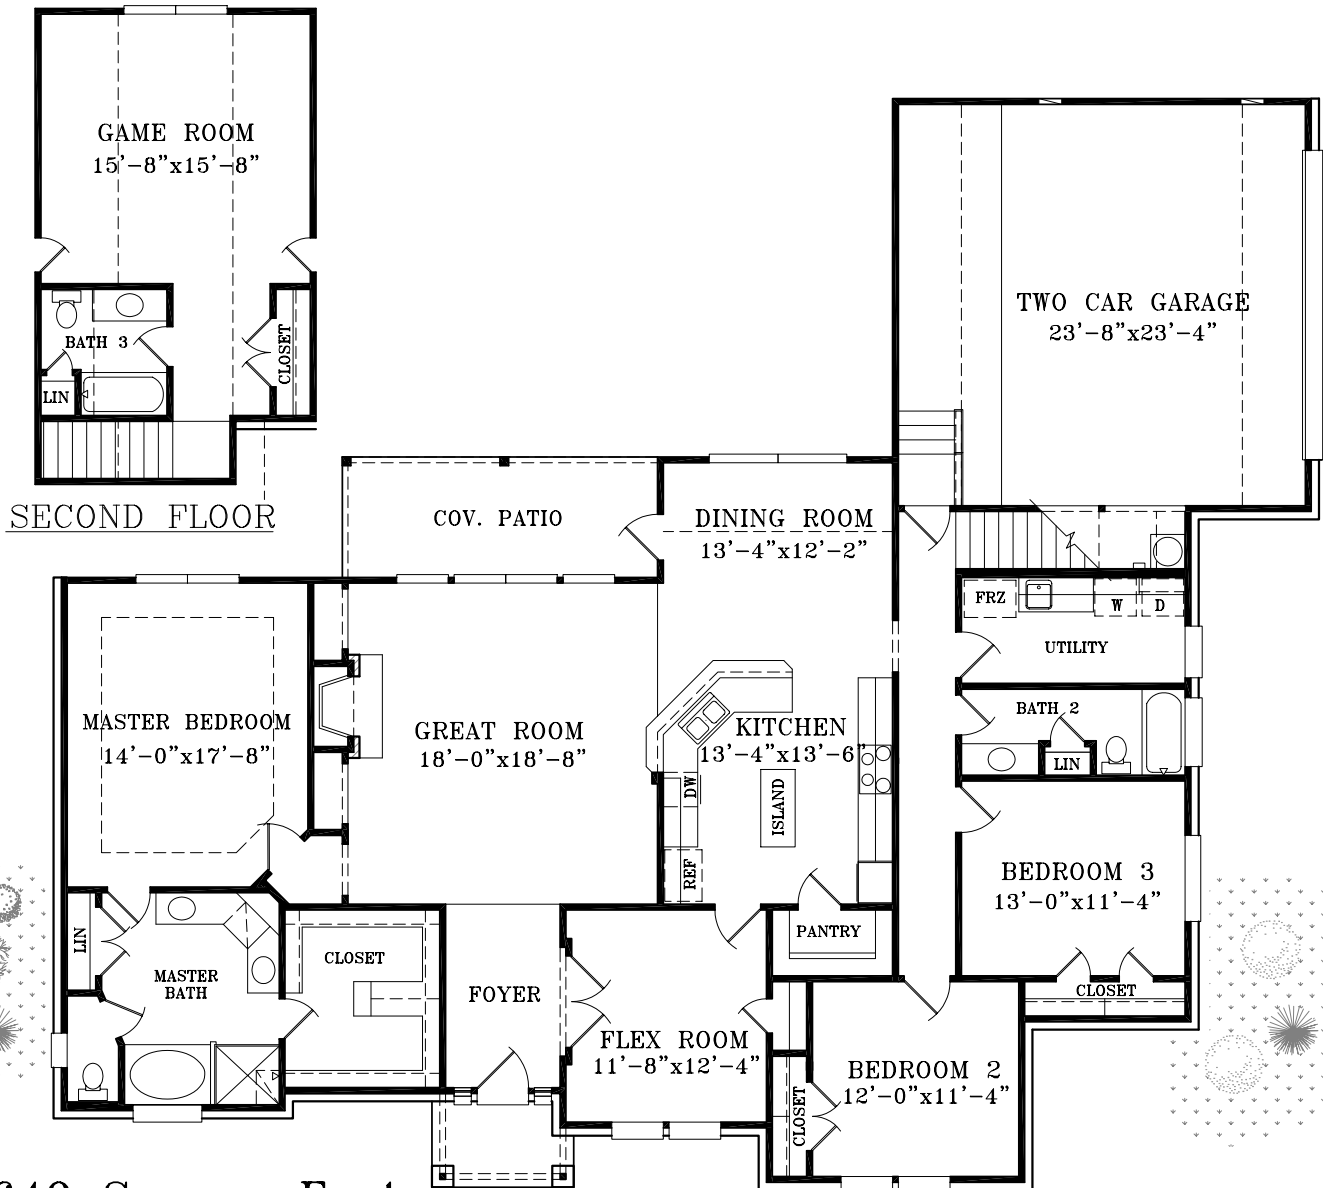 GAME ROOM
15'-8"x15'-8"
BATH 3
CLOSET
LIN
SECOND FLOOR
TWO CAR GARAGE
23'-8"x23'-4"
COV. PATIO
DINING ROOM
13'-4"x12'-2"
FRZ
W
D
UTILITY
MASTER BEDROOM
14'-0"x17'-8"
GREAT ROOM
18'-0"x18'-8"
KITCHEN
13'-4"x13'-6"
BATH 2
LIN
DW
ISLAND
REF
BEDROOM 3
13'-0"x11'-4"
LIN
MASTER
BATH
CLOSET
FOYER
PANTRY
CLOSET
FLEX ROOM
11'-8"x12'-4"
BEDROOM 2
12'-0"x11'-4"
CLOSET